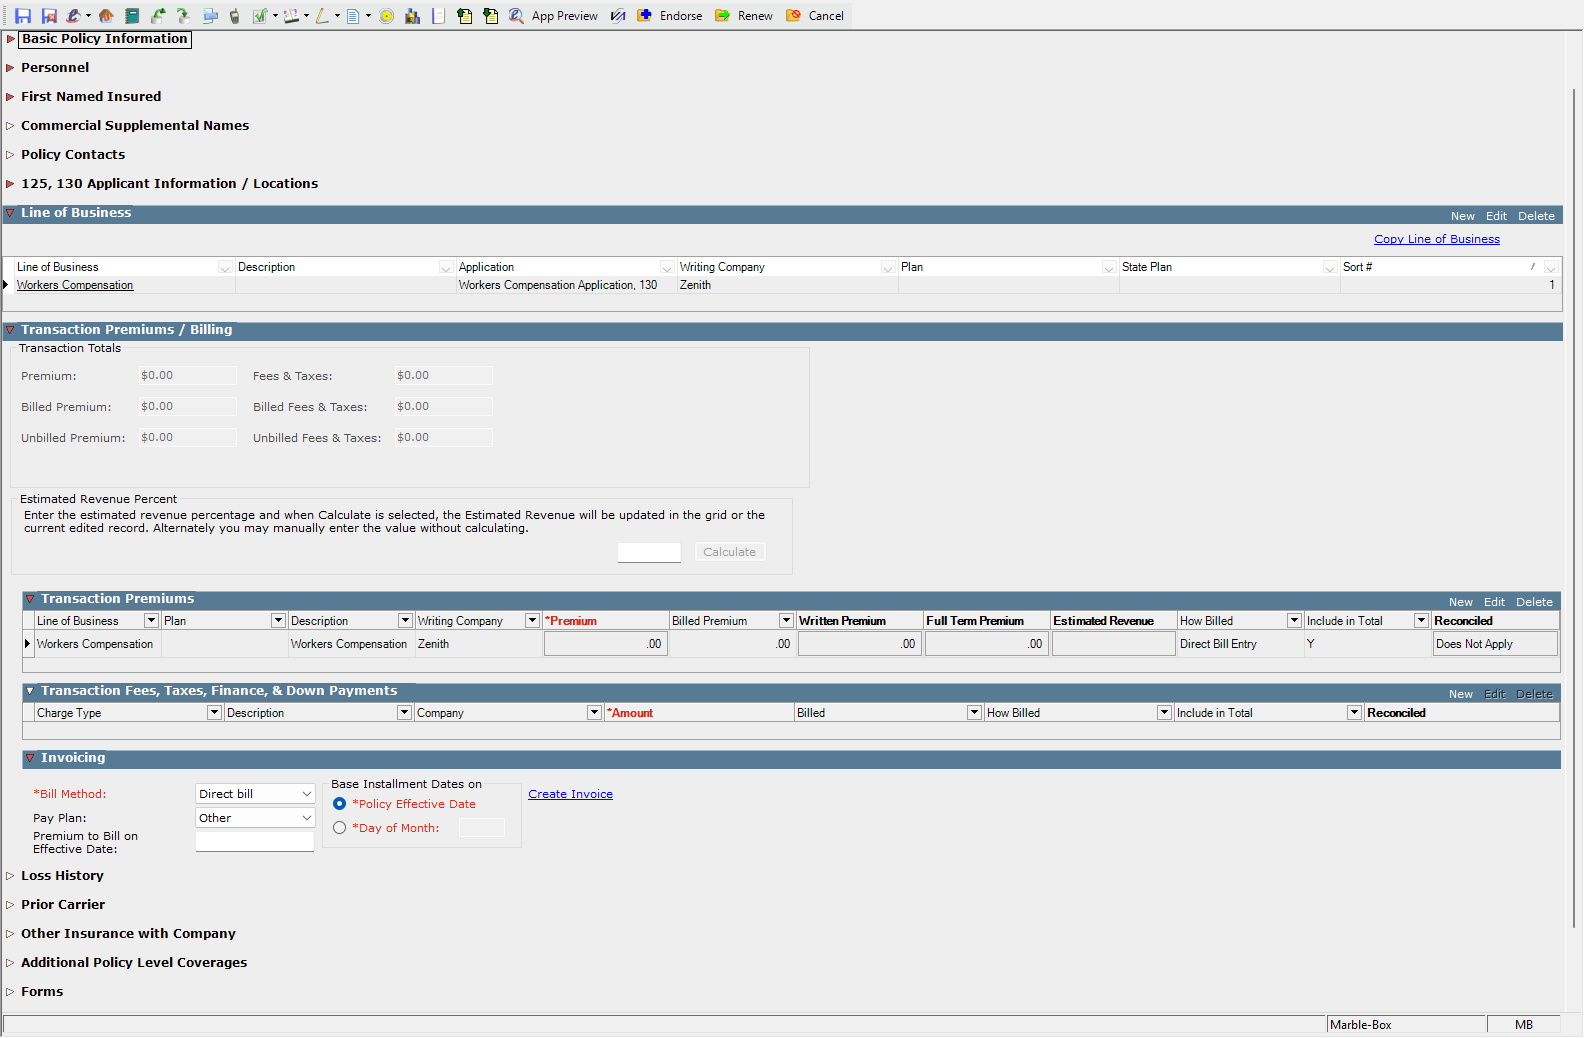 App Preview Endorse Renew Cancel
Basic Policy Information
Personnel
First Named Insured
Commercial Supplemental Names
Policy Contacts
125, 130 Applicant Information / Locations
Line of Business New Edit Delete
Copy Line of Business
Line of Business Description Application Writing Company Plan State Plan Sort # /
Workers Compensation Workers Compensation Application, 130 Zenith 1
Transaction Premiums / Billing
Transaction Totals
Premium: $0.00 Fees & Taxes: $0.00
Billed Premium: $0.00 Billed Fees & Taxes: $0.00
Unbilled Premium: $0.00 Unbilled Fees & Taxes: $0.00
Estimated Revenue Percent
Enter the estimated revenue percentage and when Calculate is selected, the Estimated Revenue will be updated in the grid or the
current edited record. Alternately you may manually enter the value without calculating.
Calculate
Transaction Premiums New Edit Delete
Line of Business Plan Description Writing Company *Premium Billed Premium Written Premium Full Term Premium Estimated Revenue How Billed Include in Total Reconciled
Workers Compensation Workers Compensation Zenith .00 .00 .00 .00 Direct Bill Entry Y Does Not Apply
Transaction Fees, Taxes, Finance, & Down Payments New Edit Delete
Charge Type Description Company *Amount Billed How Billed Include in Total Reconciled
Invoicing
*Bill Method: Direct bill Base Installment Dates on Create Invoice
*Policy Effective Date
Pay Plan: Other
*Day of Month:
Premium to Bill on
Effective Date:
Loss History
Prior Carrier
Other Insurance with Company
Additional Policy Level Coverages
Forms
Marble-Box MB